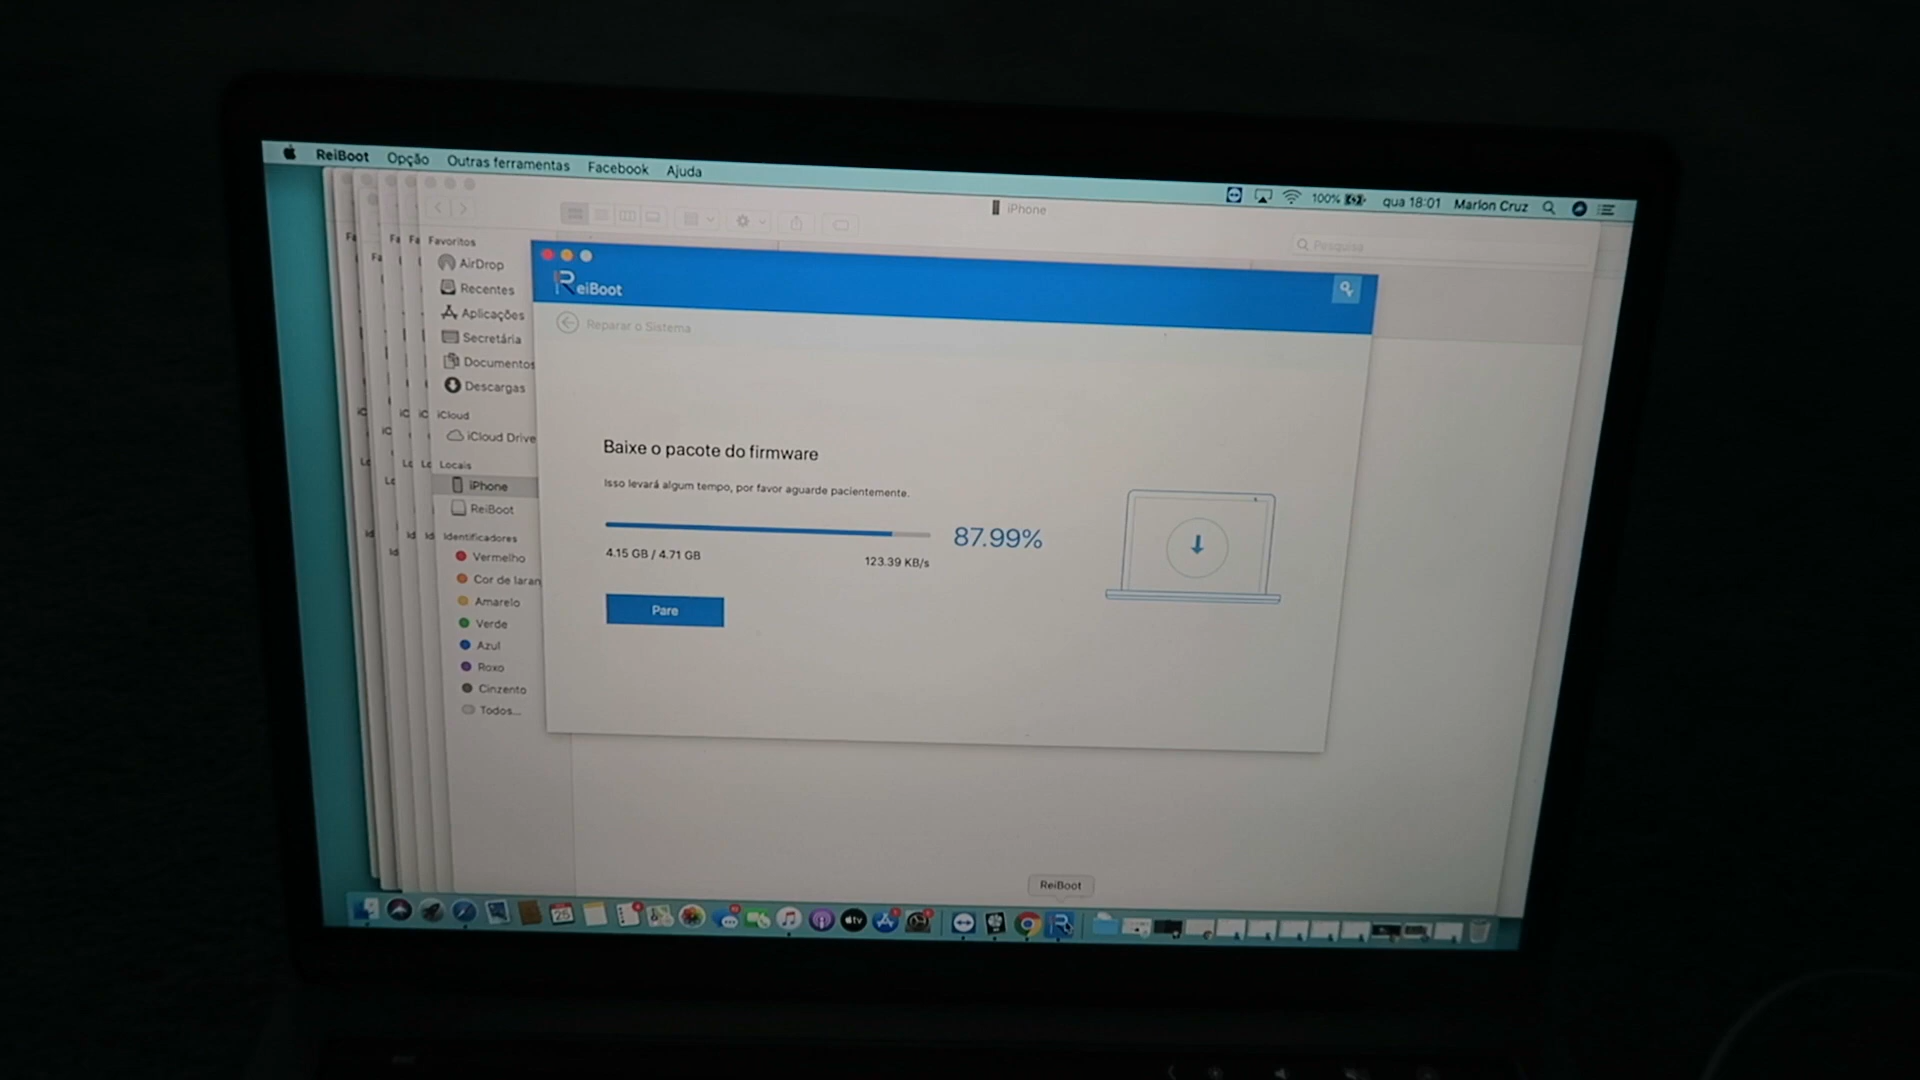 ReiBoot Opção Outras ferramentas Facebook Ajuda
100% qua 18:01 Marlon Cruz
iPhone
Pesquisa
Favoritos
AirDrop
Recentes
Aplicações
Secretária
Documentos
Descargas
iCloud
iCloud Drive
Locais
iPhone
ReiBoot
Identificadores
Vermelho
Cor de laran
Amarelo
Verde
Azul
Roxo
Cinzento
Todos...
ReiBoot
Reparar o Sistema
Baixe o pacote do firmware
Isso levará algum tempo, por favor aguarde pacientemente.
87.99%
4.15 GB / 4.71 GB
123.39 KB/s
Pare
ReiBoot